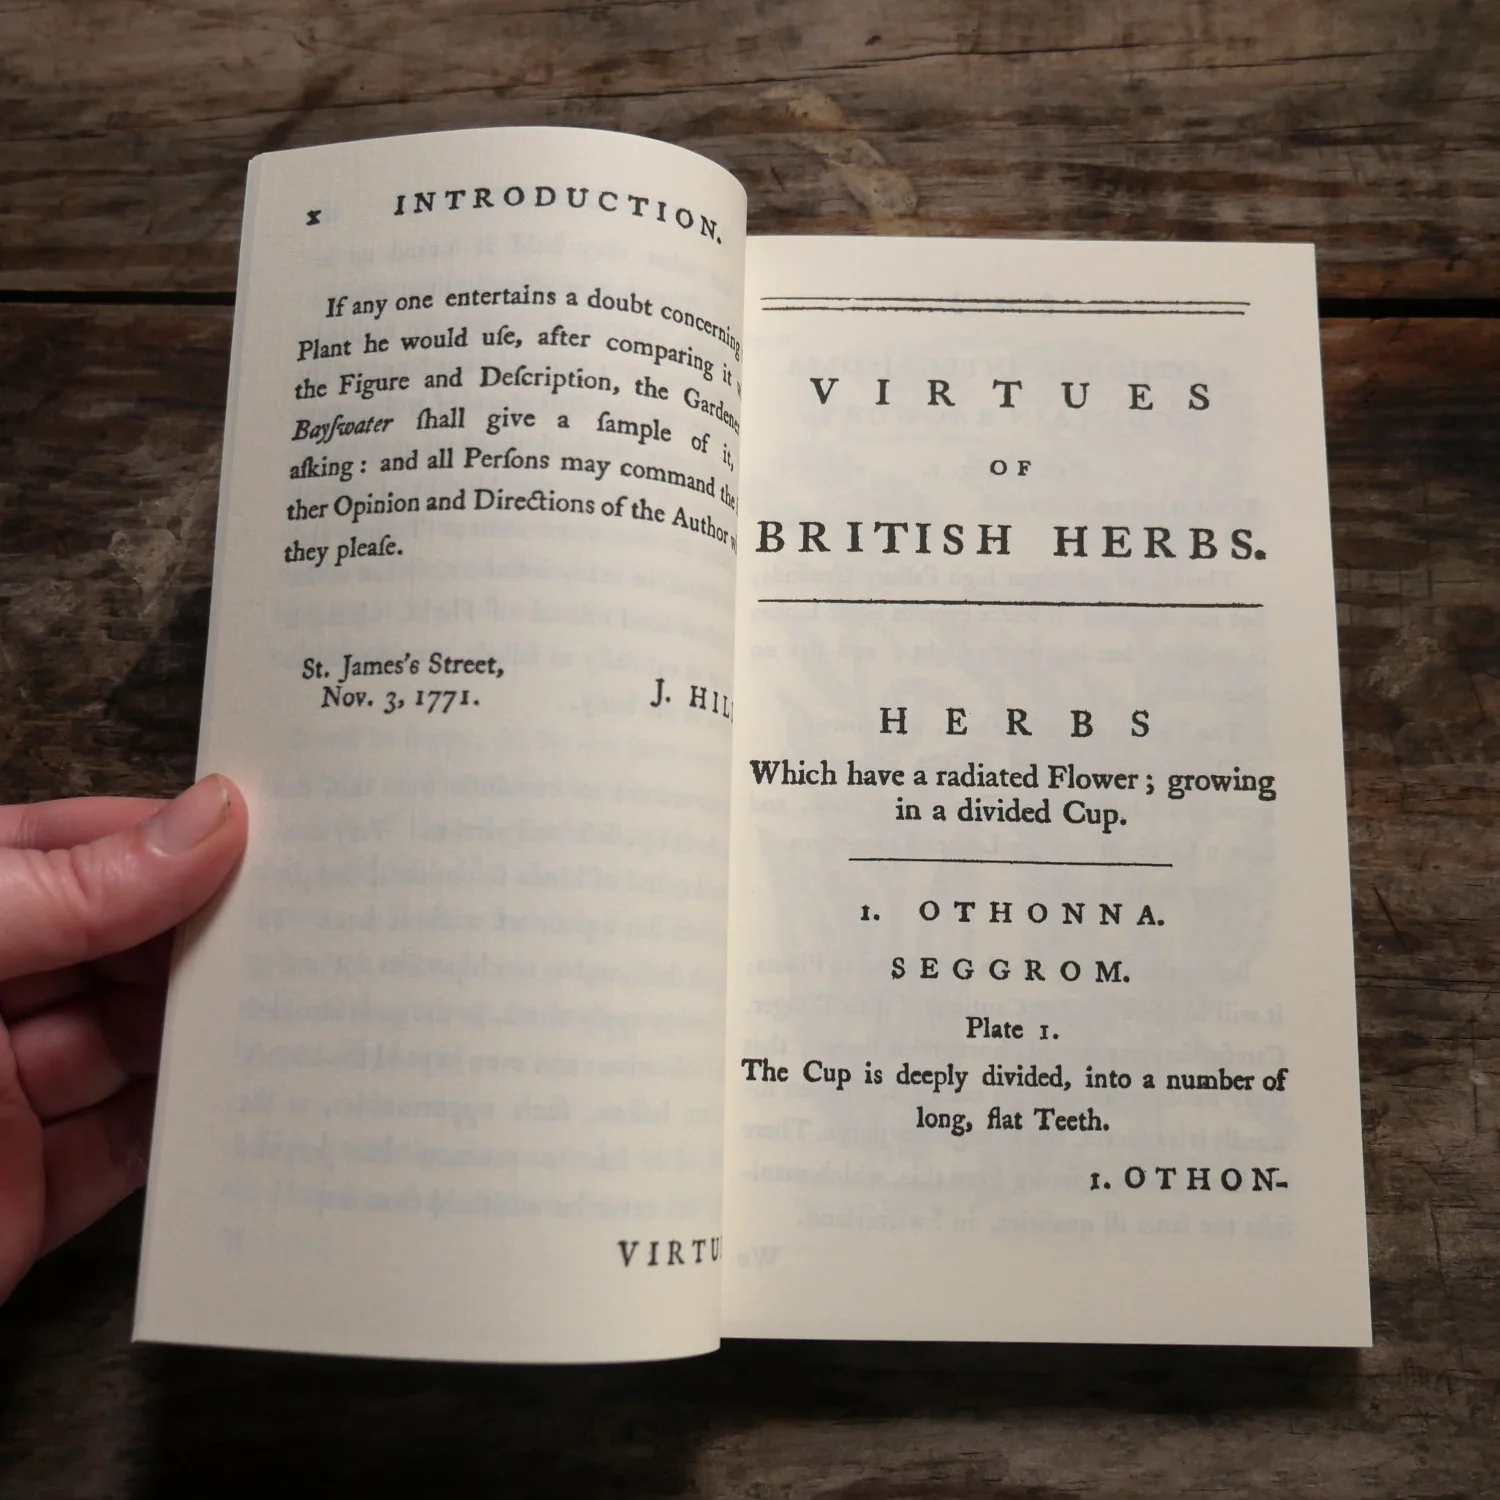 x INTRODUCTION.
If any one entertains a doubt concerning
Plant he would uſe, after comparing it
the Figure and Deſcription, the
Bayſwater ſhall give a ſample of it,
aſking : and all Perſons may command the
ther Opinion and Directions of the Author
they pleaſe.
St. James's Street,
Nov. 3, 1771.
J.
VIRTUES
OF
BRITISH HERBS.
HERBS
Which have a radiated Flower ; growing
in a divided Cup.
1. OTHONNA.
SEGGROM.
Plate 1.
The Cup is deeply divided, into a number of
long, flat Teeth.
1. OTHON-